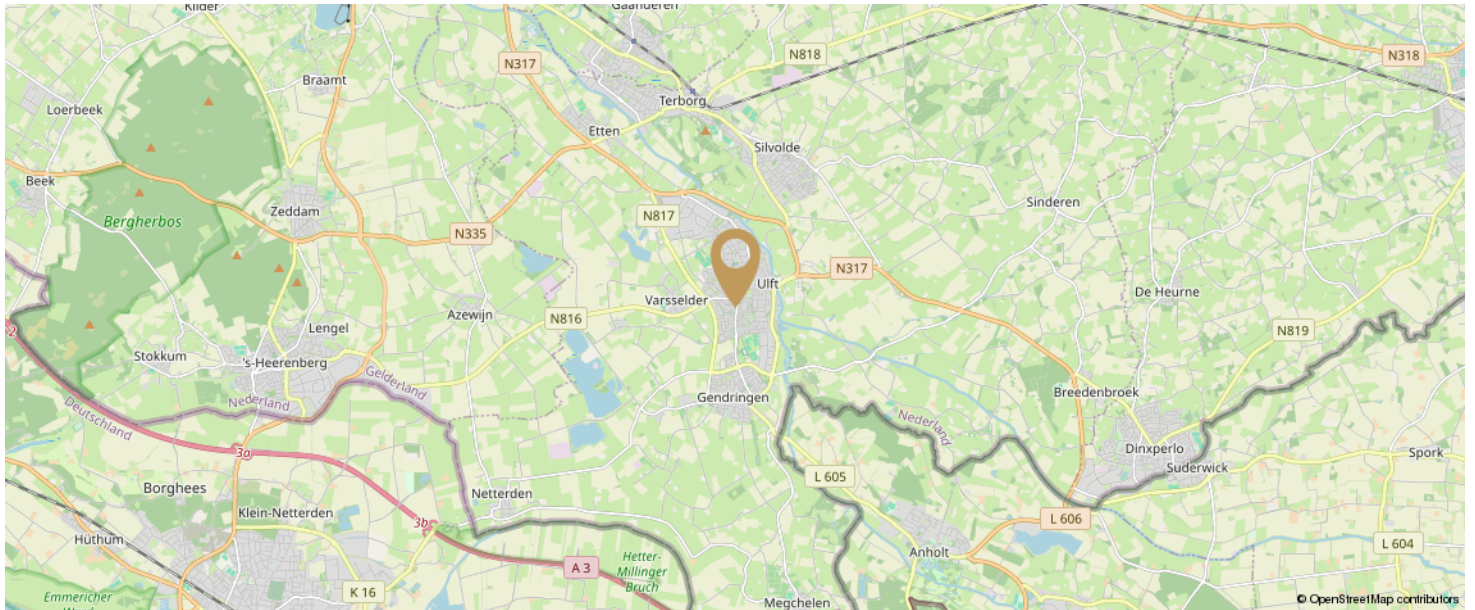 Kilder
Gaanderen
N818
N318
N317
Braamt
Loerbeek
Terborg
Etten
Silvolde
Beek
Sinderen
Zeddam
N817
Bergherbos
N335
N317
Ulft
De Heurne
Varsselder
Azewijn
N816
Lengel
N819
Stokkum
's-Heerenberg
Gelderland
Breedenbroek
Nederland
Gendringen
Nederland
Deutschland
Dinxperlo
3a
Spork
Suderwick
L 605
Borghees
Netterden
Klein-Netterden
3b
L 606
Hüthum
L 604
Anholt
Hetter-
Millinger
Bruch
A 3
K 16
Emmericher
Megchelen
© OpenStreetMap contributors